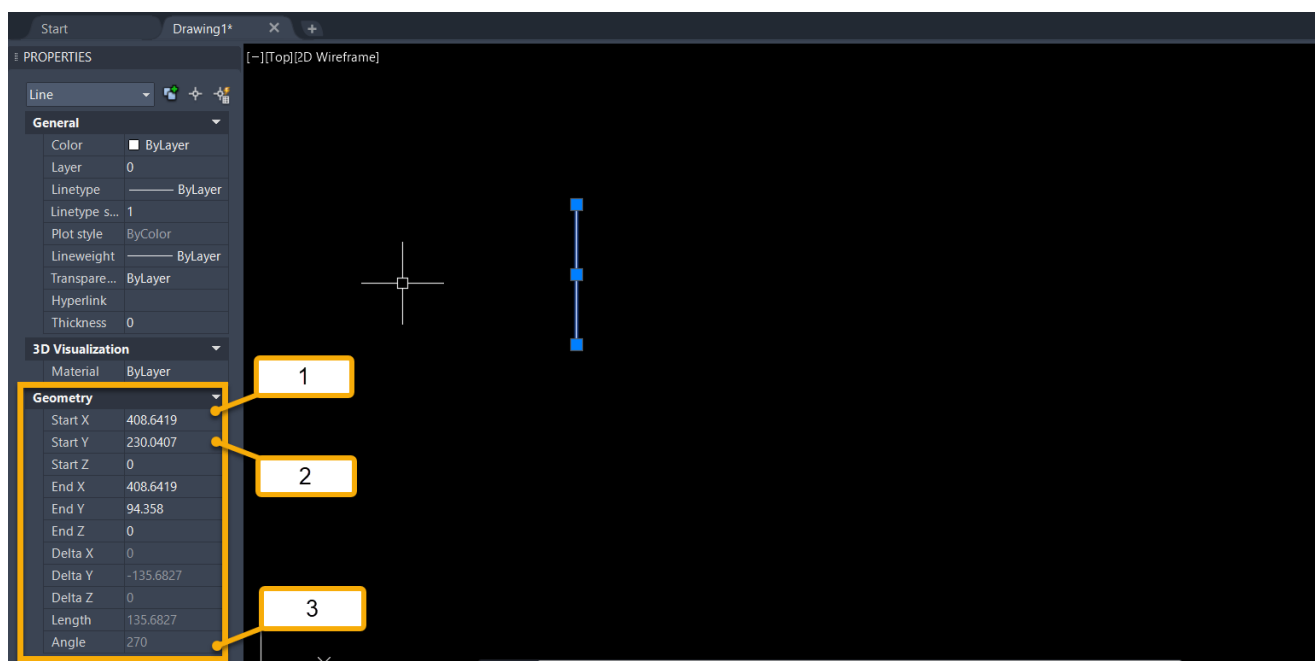 Start Drawing1* × +
PROPERTIES [−][Top][2D Wireframe]
Line
General
Color ByLayer
Layer 0
Linetype ByLayer
Linetype s... 1
Plot style ByColor
Lineweight ByLayer
Transpare... ByLayer
Hyperlink
Thickness 0
3D Visualization
Material ByLayer
1
Geometry
Start X 408.6419
Start Y 230.0407
Start Z 0
2
End X 408.6419
End Y 94.358
End Z 0
Delta X 0
Delta Y -135.6827
Delta Z 0
3
Length 135.6827
Angle 270